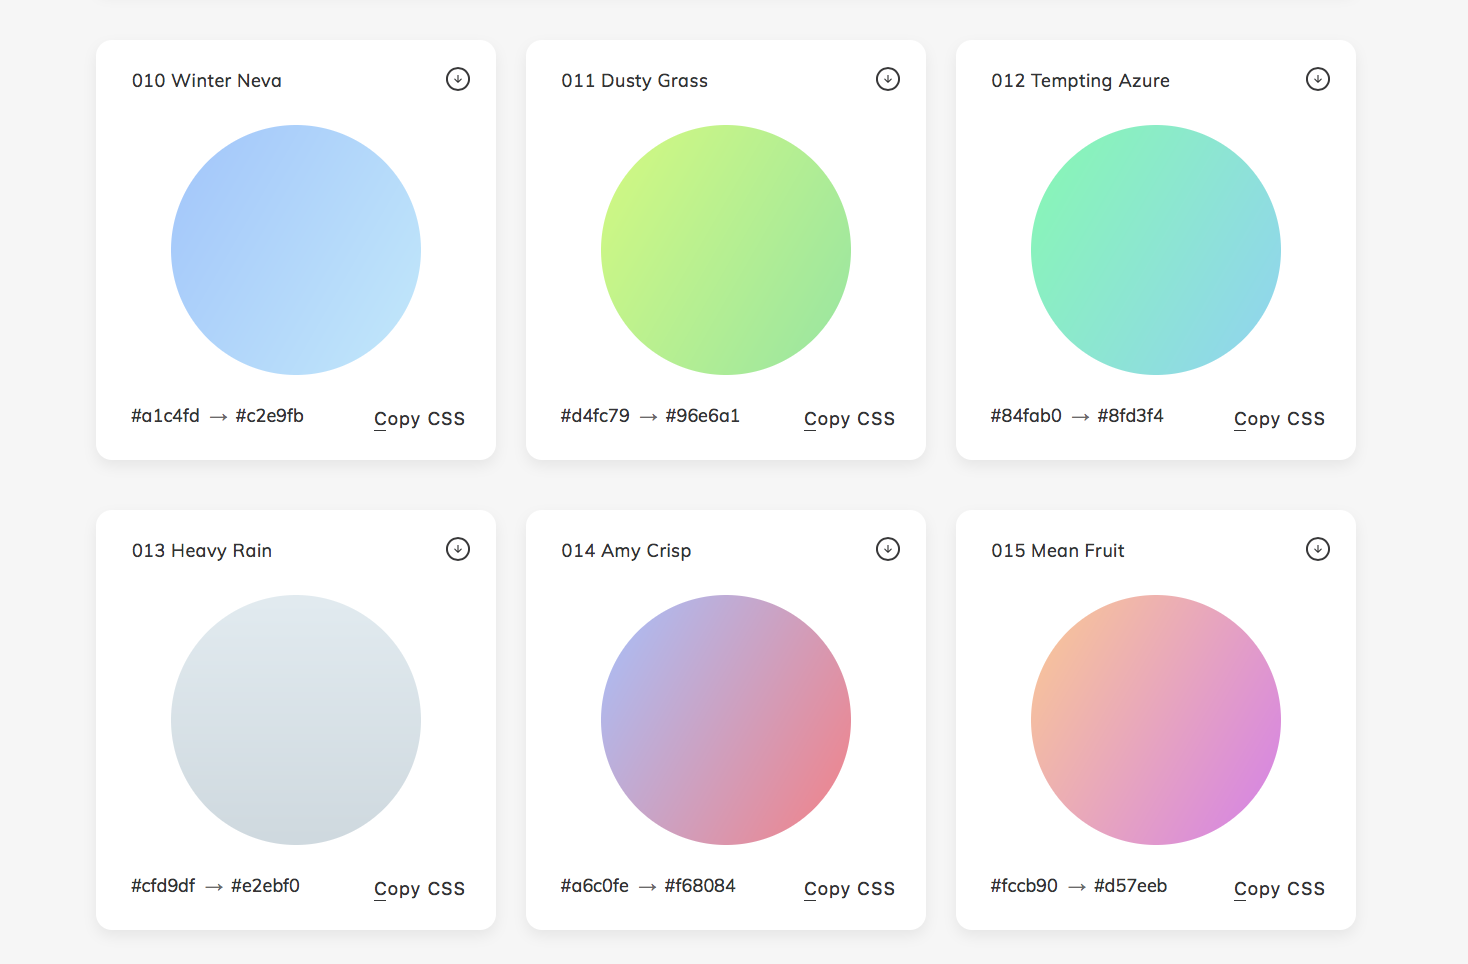 010 Winter Neva
#a1c4fd → #c2e9fb
Copy CSS
011 Dusty Grass
#d4fc79 → #96e6a1
Copy CSS
012 Tempting Azure
#84fab0 → #8fd3f4
Copy CSS
013 Heavy Rain
#cfd9df → #e2ebf0
Copy CSS
014 Amy Crisp
#a6c0fe → #f68084
Copy CSS
015 Mean Fruit
#fccb90 → #d57eeb
Copy CSS